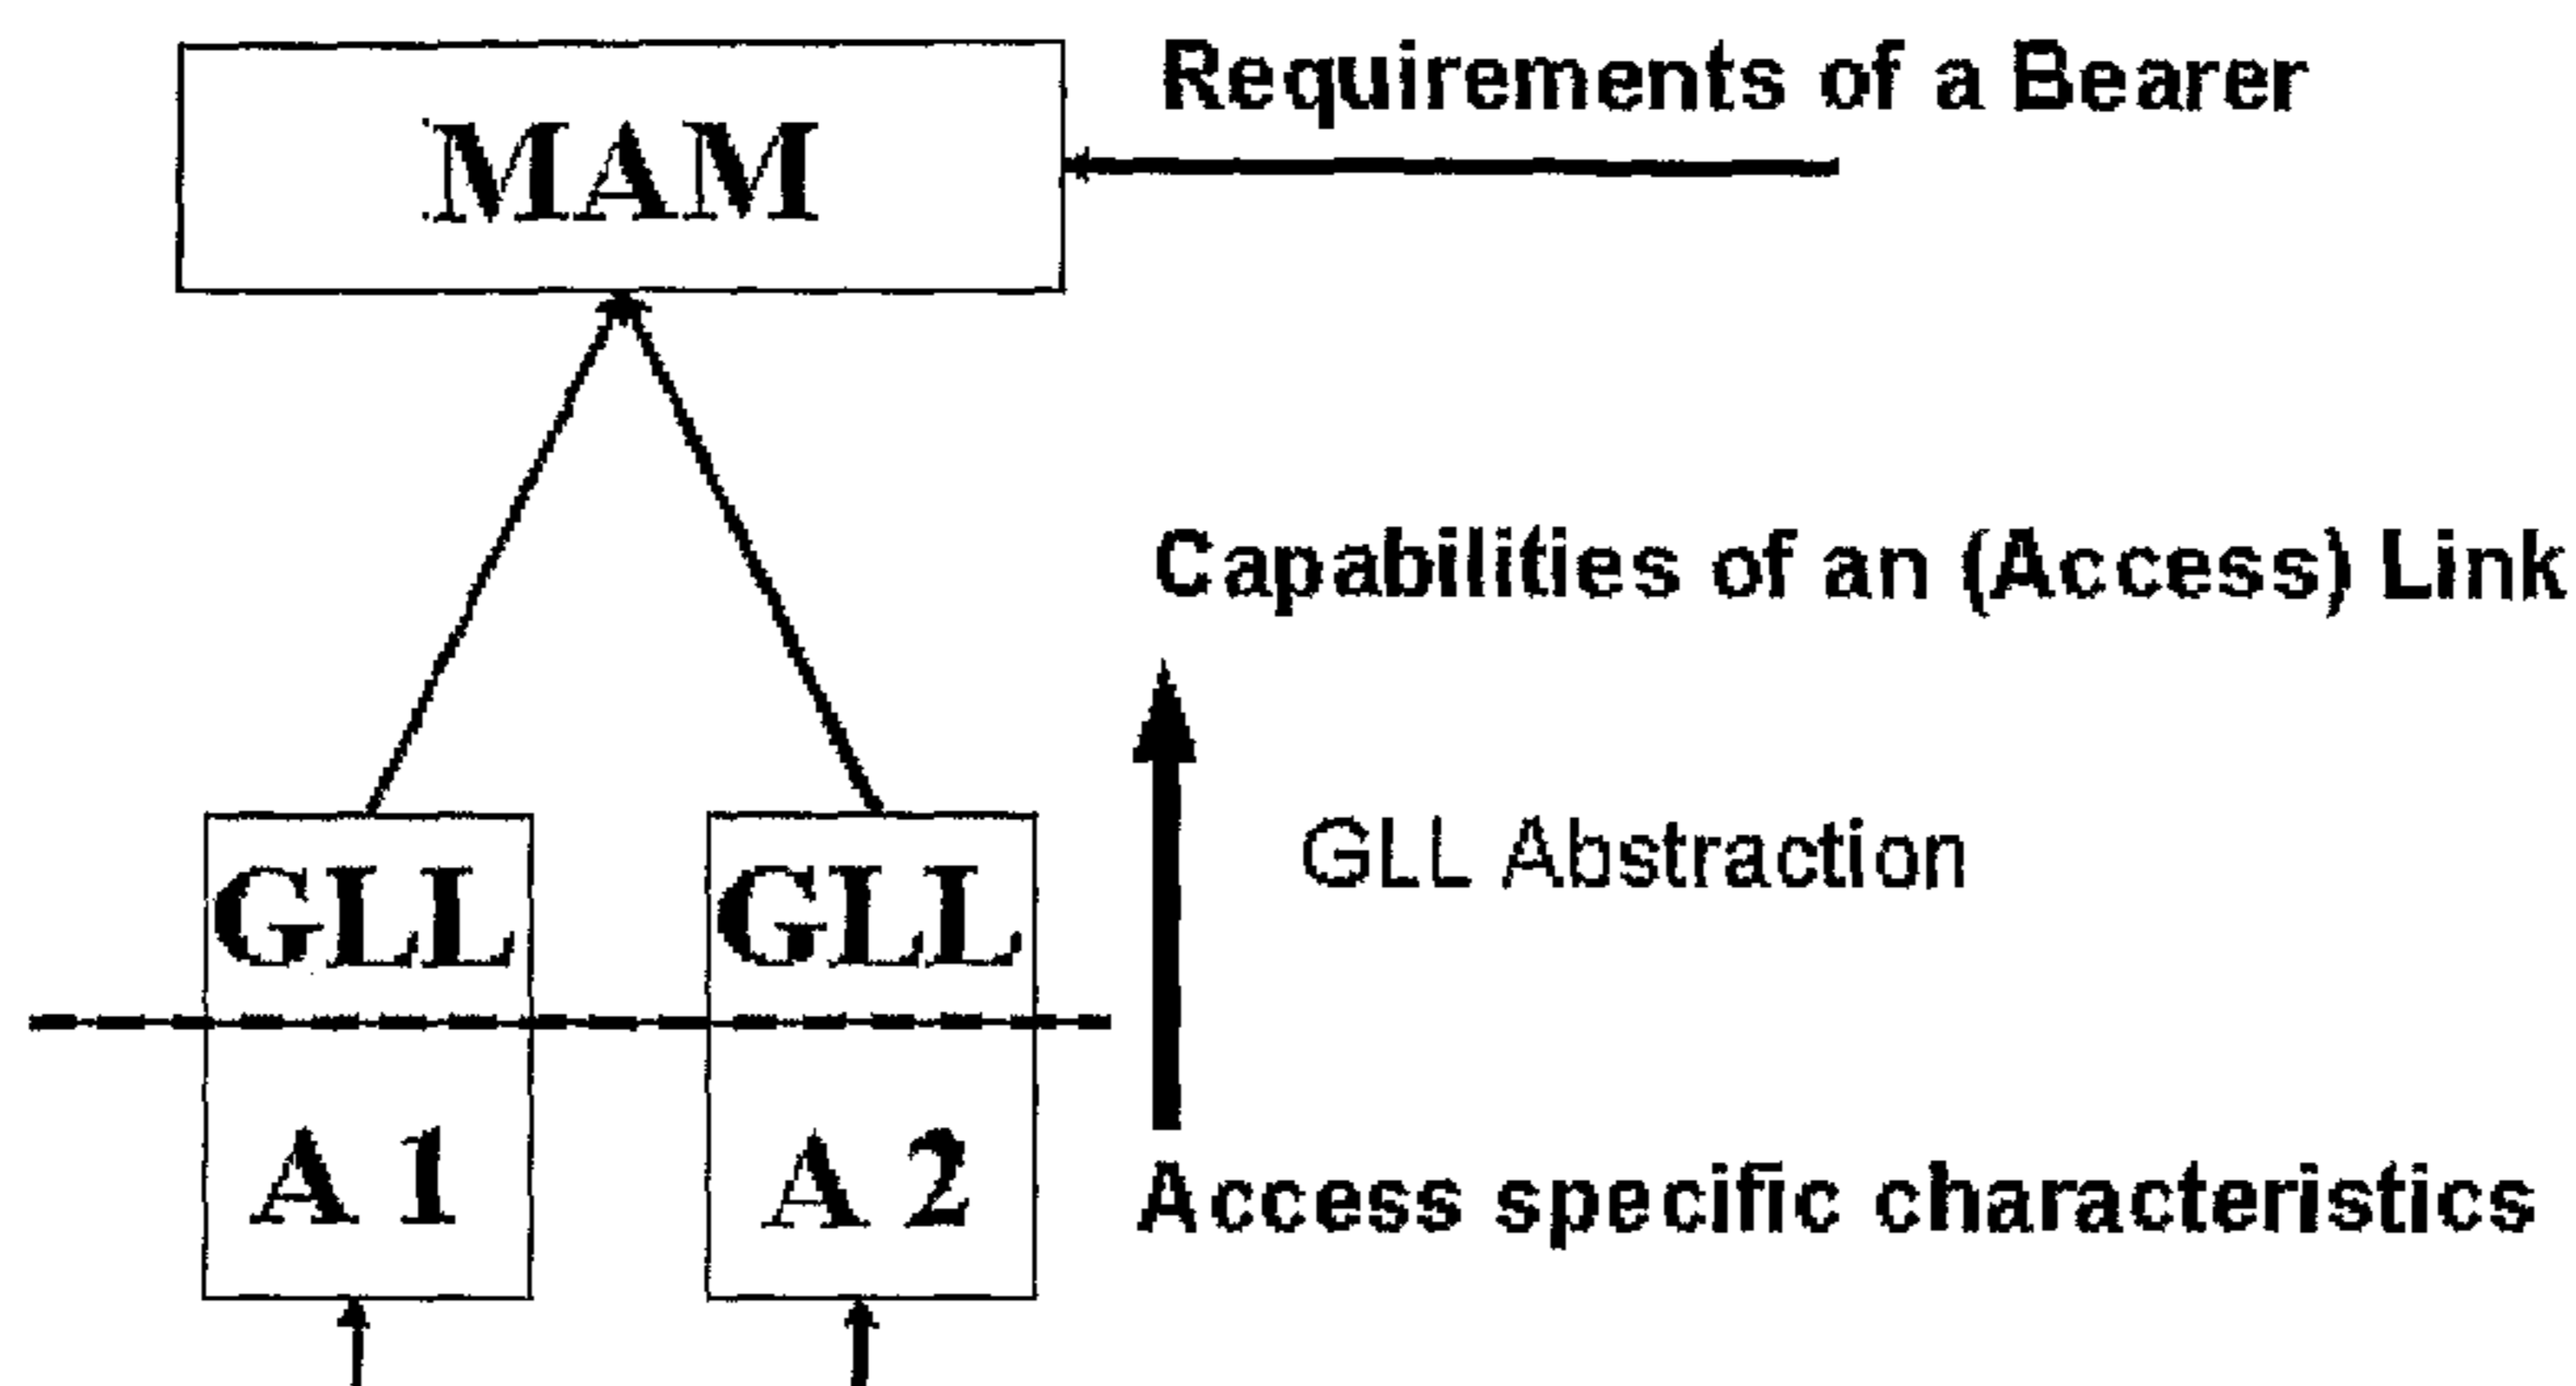 Requirements of a Bearer
MAM
Capabilities of an (Access) Link
GLL Abstraction
GLL GLL
A 1 A 2
Access specific characteristics